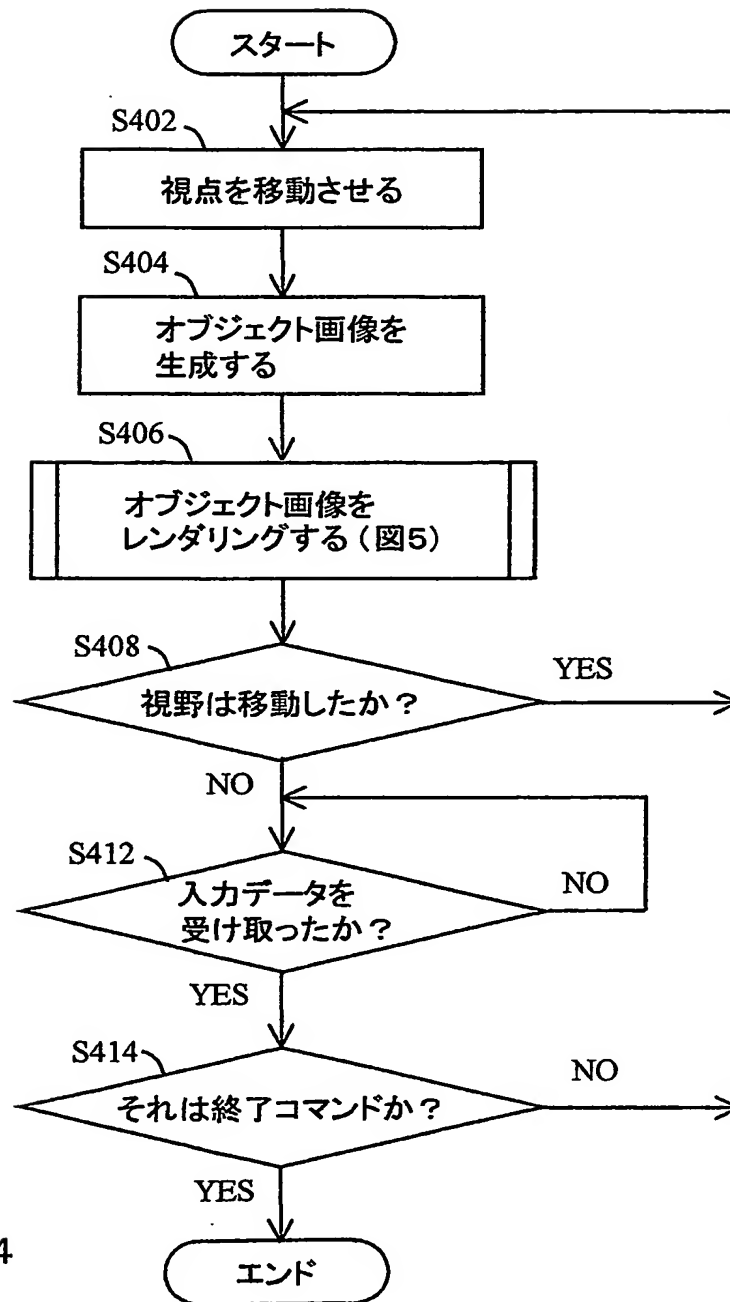 スタート
S402
視点を移動させる
S404
オブジェクト画像を
生成する
S406
オブジェクト画像を
レンダリングする(図5)
S408
視野は移動したか?
YES
NO
S412
入力データを
受け取ったか?
NO
YES
S414
それは終了コマンドか?
NO
YES
エンド
4